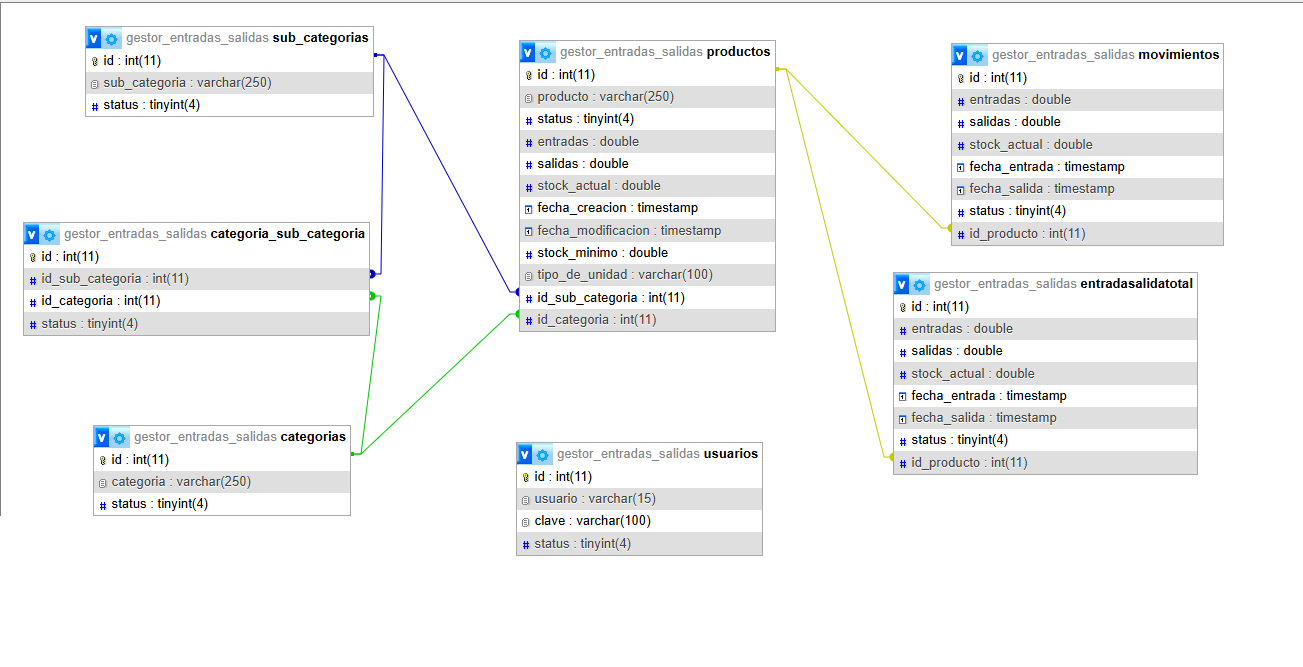 gestor_entradas_salidas sub_categorias
id : int(11)
sub_categoria : varchar(250)
status : tinyint(4)
gestor_entradas_salidas categoria_sub_categoria
id : int(11)
id_sub_categoria : int(11)
id_categoria : int(11)
status : tinyint(4)
gestor_entradas_salidas categorias
id : int(11)
categoria : varchar(250)
status : tinyint(4)
gestor_entradas_salidas productos
id : int(11)
producto : varchar(250)
status : tinyint(4)
entradas : double
salidas : double
stock_actual : double
fecha_creacion : timestamp
fecha_modificacion : timestamp
stock_minimo : double
tipo_de_unidad : varchar(100)
id_sub_categoria : int(11)
id_categoria : int(11)
gestor_entradas_salidas usuarios
id : int(11)
usuario : varchar(15)
clave : varchar(100)
status : tinyint(4)
gestor_entradas_salidas movimientos
id : int(11)
entradas : double
salidas : double
stock_actual : double
fecha_entrada : timestamp
fecha_salida : timestamp
status : tinyint(4)
id_producto : int(11)
gestor_entradas_salidas entradasalidatotal
id : int(11)
entradas : double
salidas : double
stock_actual : double
fecha_entrada : timestamp
fecha_salida : timestamp
status : tinyint(4)
id_producto : int(11)